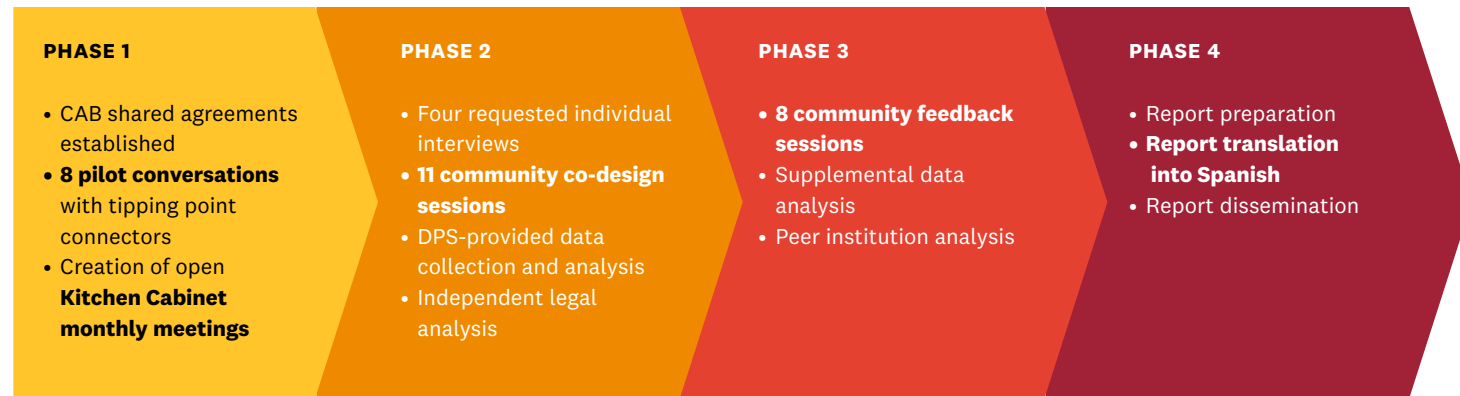 PHASE 1
• CAB shared agreements
established
• 8 pilot conversations
with tipping point
connectors
• Creation of open
Kitchen Cabinet
monthly meetings
PHASE 2
• Four requested individual
interviews
• 11 community co-design
sessions
• DPS-provided data
collection and analysis
• Independent legal
analysis
PHASE 3
• 8 community feedback
sessions
• Supplemental data
analysis
• Peer institution analysis
PHASE 4
• Report preparation
• Report translation
into Spanish
• Report dissemination